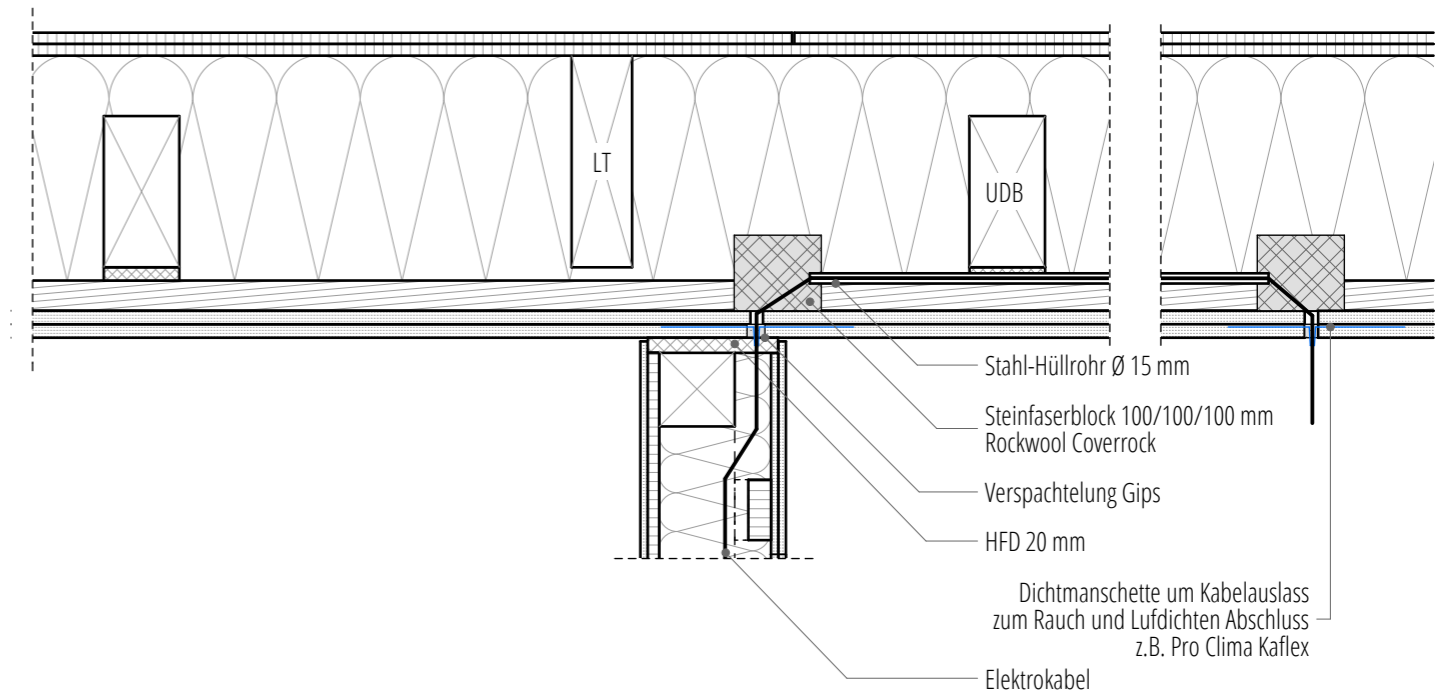 LT
UDB
Stahl-Hüllrohr Ø 15 mm
Steinfaserblock 100/100/100 mm
Rockwool Coverrock
Verspachtelung Gips
HFD 20 mm
Dichtmanschette um Kabelauslass
zum Rauch und Lufdichten Abschluss
z.B. Pro Clima Kaflex
Elektrokabel